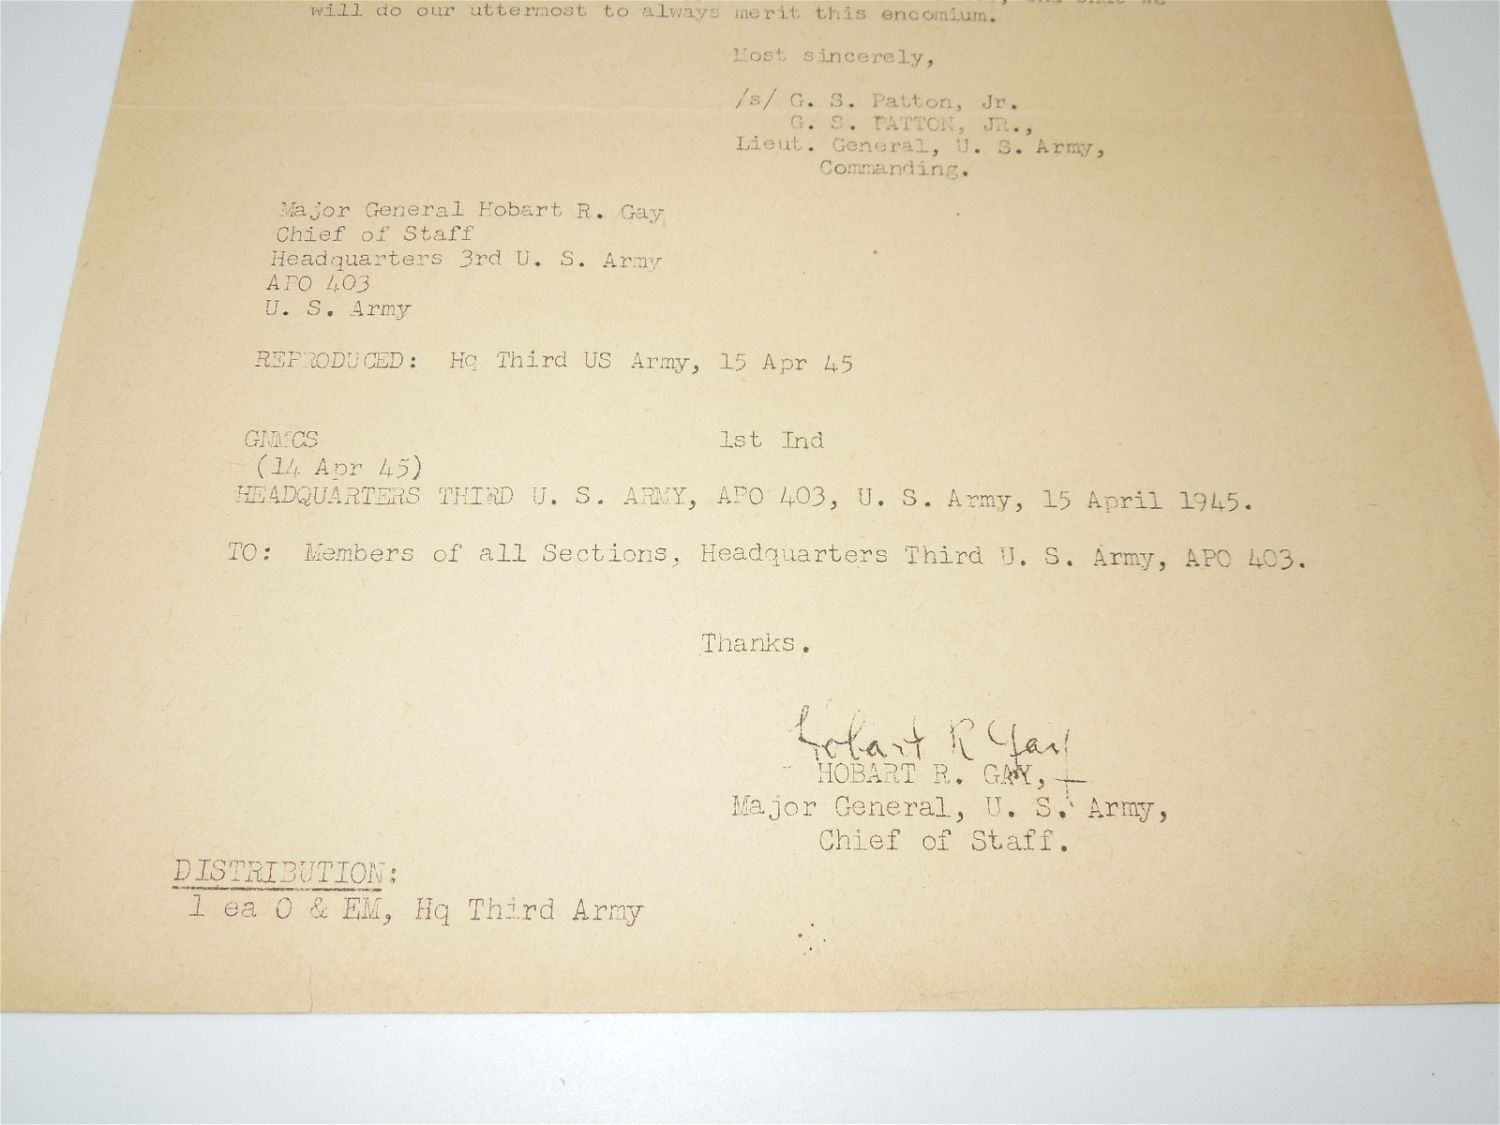 will do our uttermost to always merit this encomium.
Most sincerely,
/s/ G. S. Patton, Jr.
G. S. PATTON, JR.,
Lieut. General, U. S. Army,
Commanding.
Major General Hobart R. Gay
Chief of Staff
Headquarters 3rd U. S. Army
APO 403
U. S. Army
REPRODUCED: Hq Third US Army, 15 Apr 45
GNMCS 1st Ind
(14 Apr 45)
HEADQUARTERS THIRD U. S. ARMY, APO 403, U. S. Army, 15 April 1945.
TO: Members of all Sections, Headquarters Third U. S. Army, APO 403.
Thanks.
Hobart R Gay
HOBART R. GAY,
Major General, U. S. Army,
Chief of Staff.
DISTRIBUTION:
1 ea O & EM, Hq Third Army